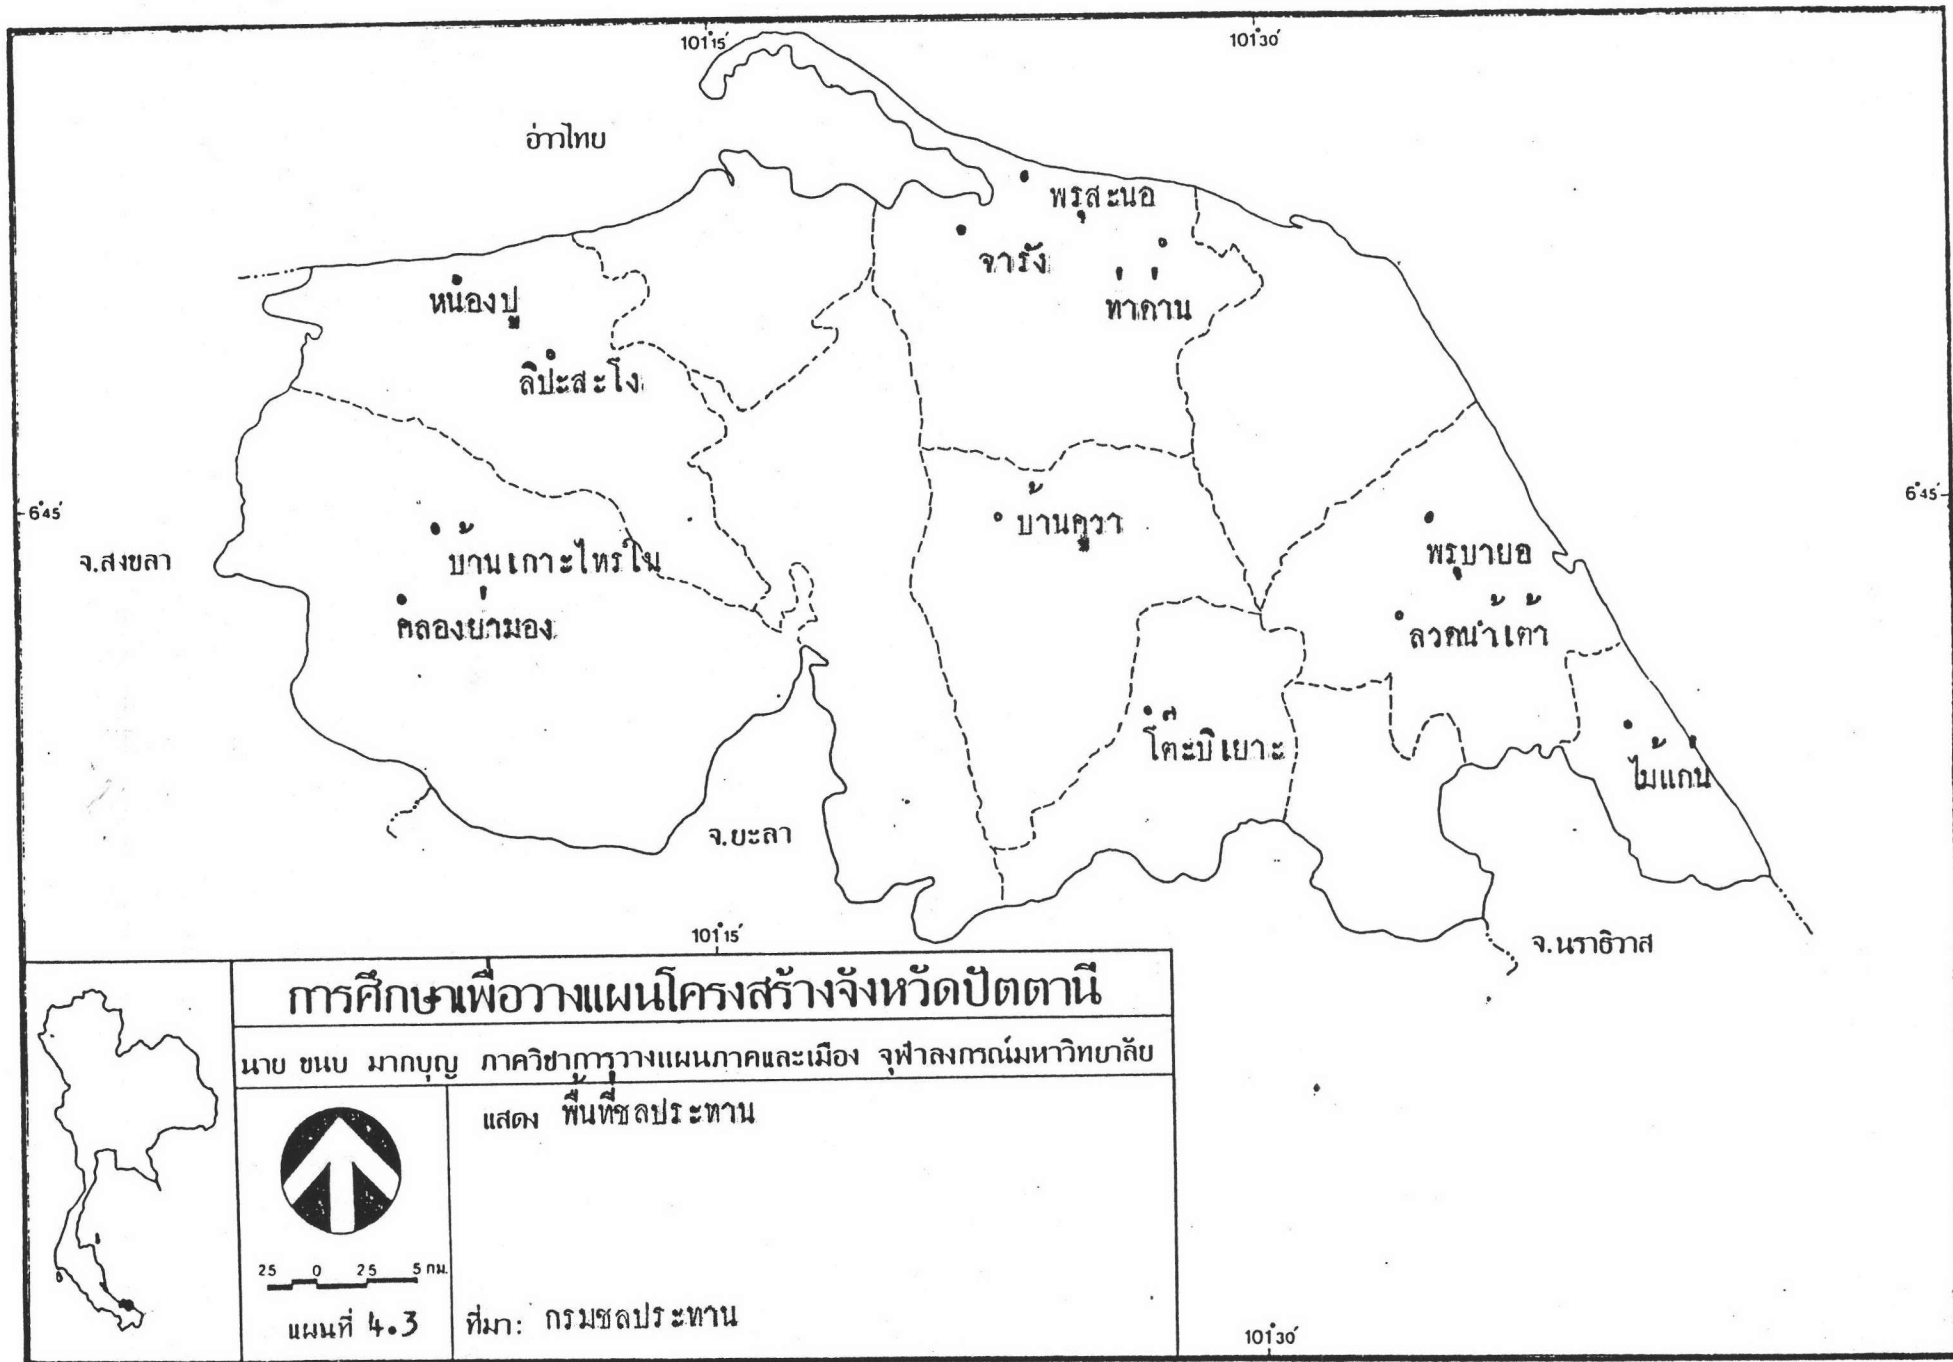 101°15′
101°30′
อ่าวไทย
พรุสะนอ
จารัง
ท่าด่าน
หนองปู
ลิปะสะโง
6°45′
6°45′
บ้านคูวา
พรุบายอ
จ.สงขลา
บ้านเกาะไทรโน
คลองย่ามอง
ลวดน้ำเต้า
โต๊ะบิเยาะ
ไม้แก่น
จ.ยะลา
จ.นราธิวาส
101°15′
การศึกษาเพื่อวางแผนโครงสร้างจังหวัดปัตตานี
นาย ขนบ มากบุญ ภาควิชาการวางแผนภาคและเมือง จุฬาลงกรณ์มหาวิทยาลัย
แสดง พื้นที่ชลประทาน
25 0 25 5 กม.
แผนที่ 4.3
ที่มา: กรมชลประทาน
101°30′